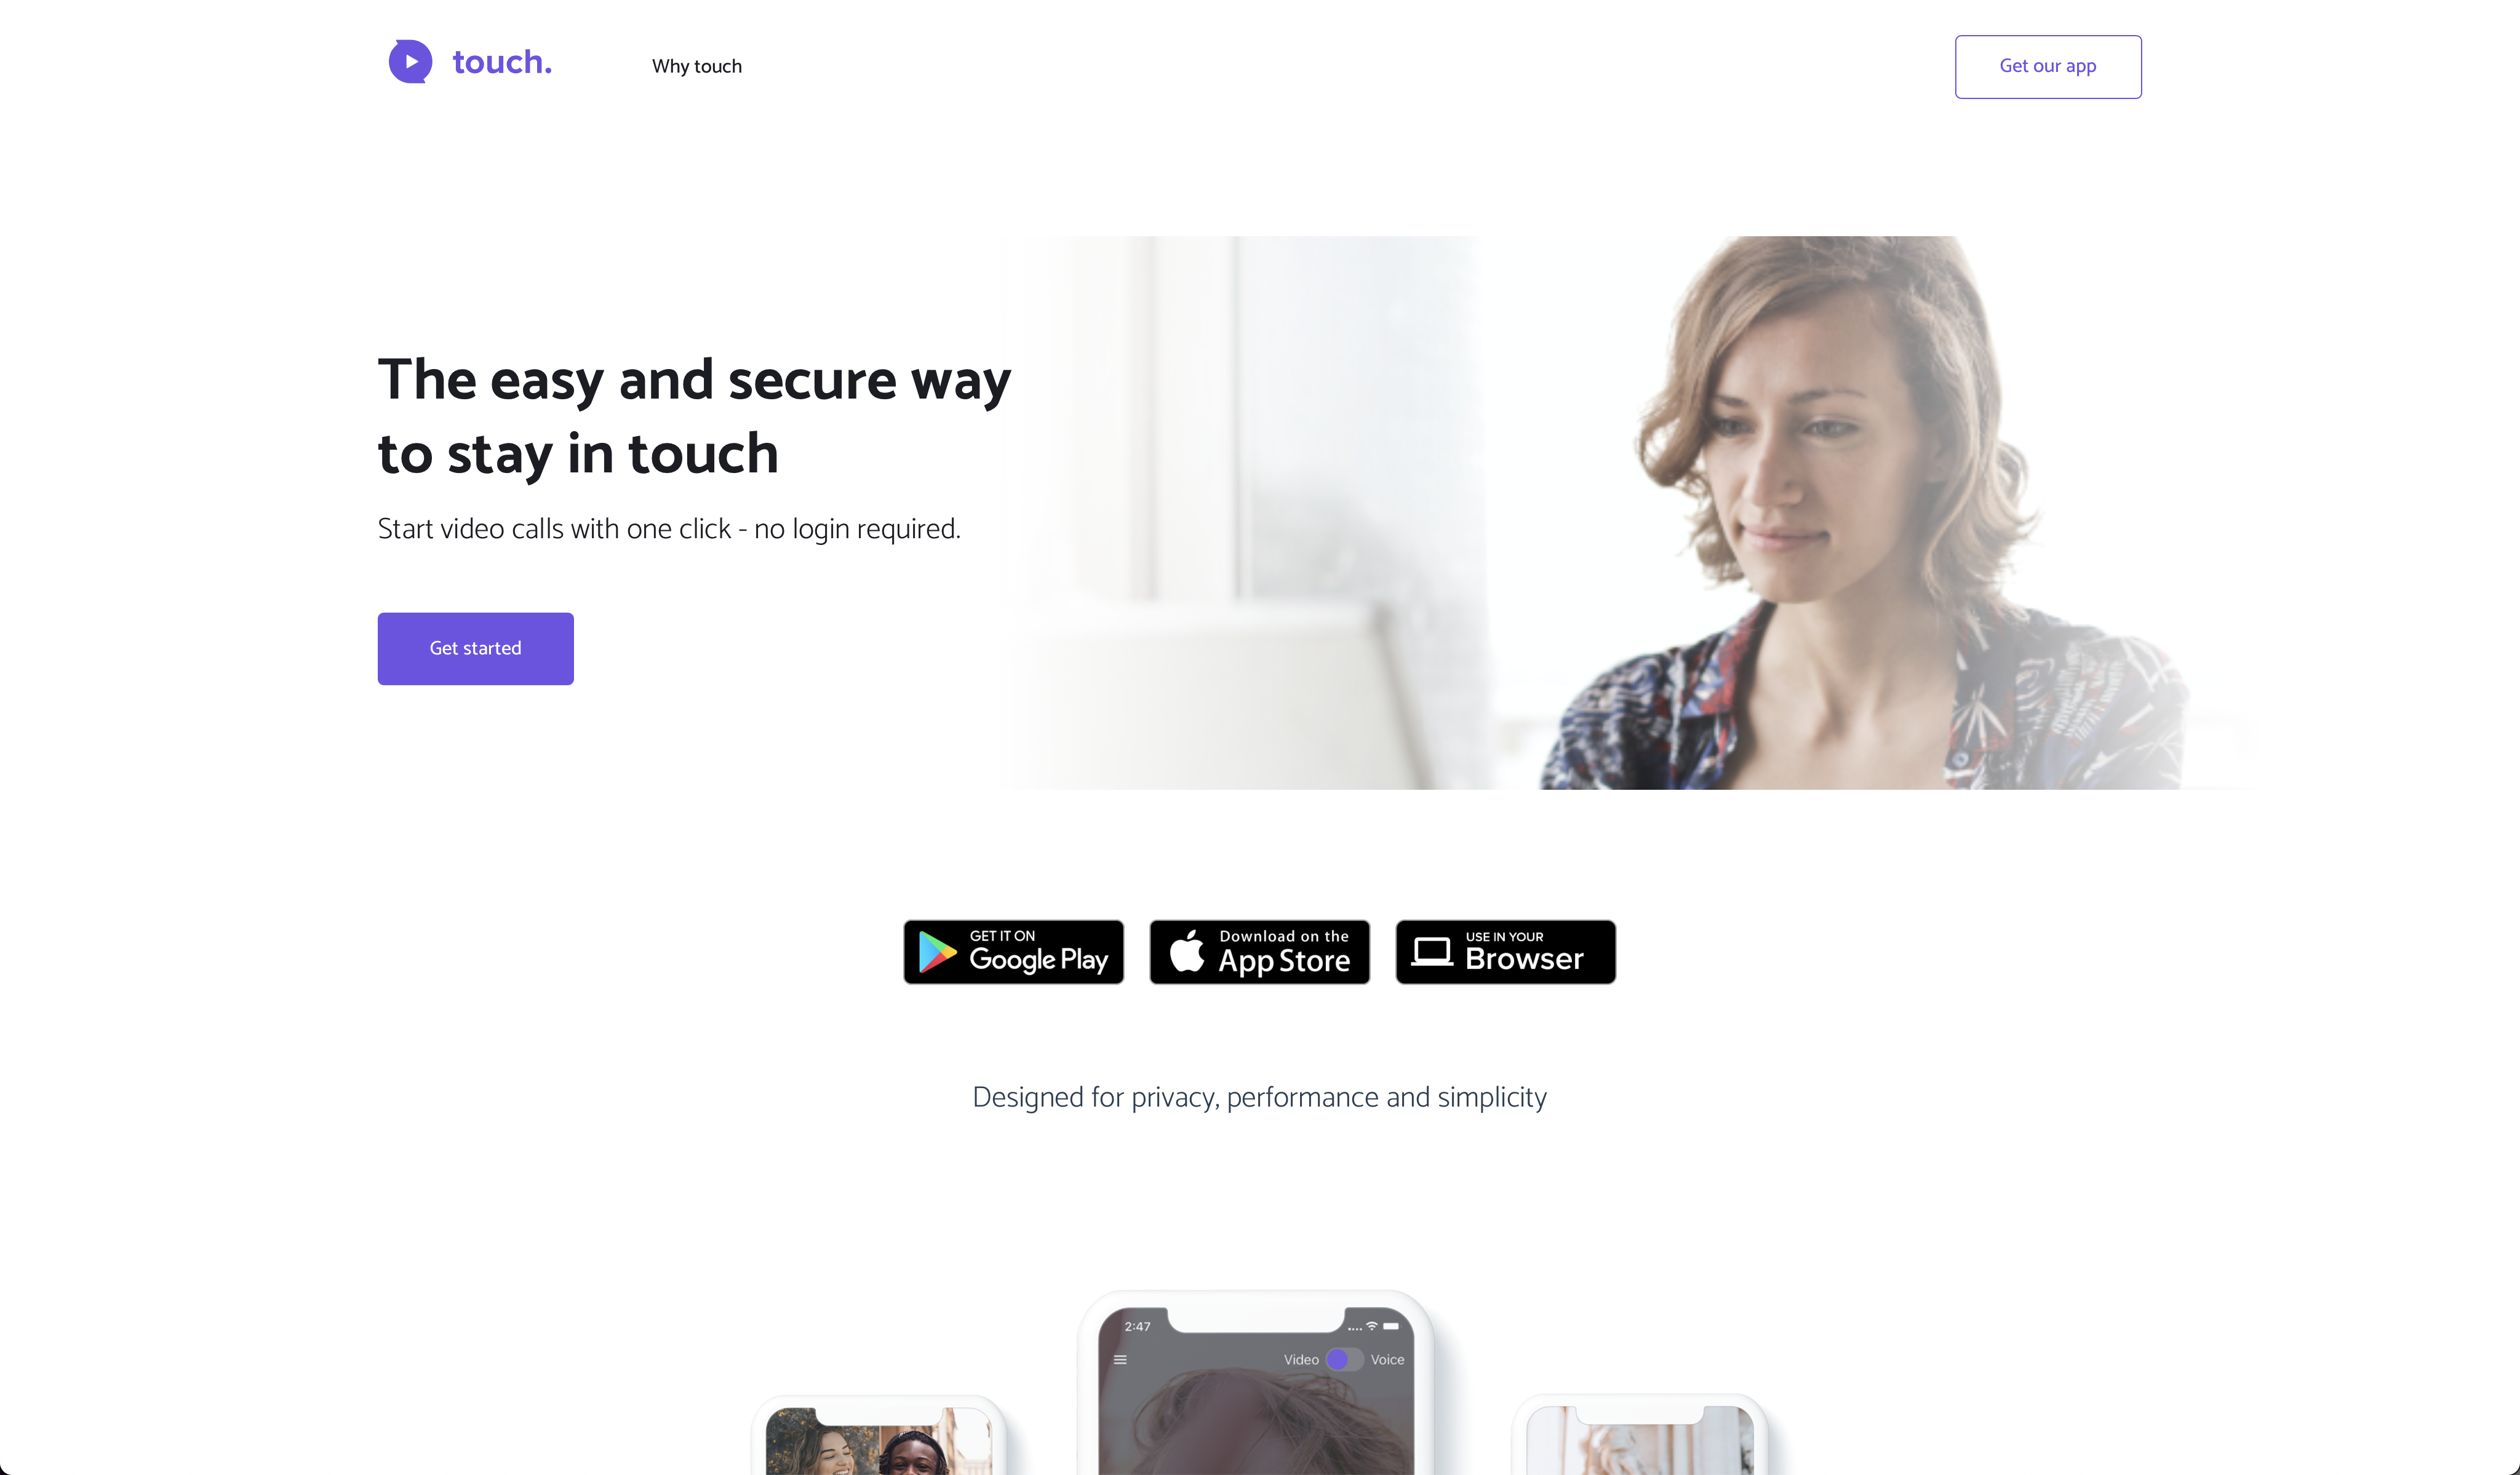 touch.
Why touch
Get our app
The easy and secure way
to stay in touch
Start video calls with one click - no login required.
Get started
GET IT ON
Google Play
Download on the
App Store
USE IN YOUR
Browser
Designed for privacy, performance and simplicity
2:47
Video
Voice